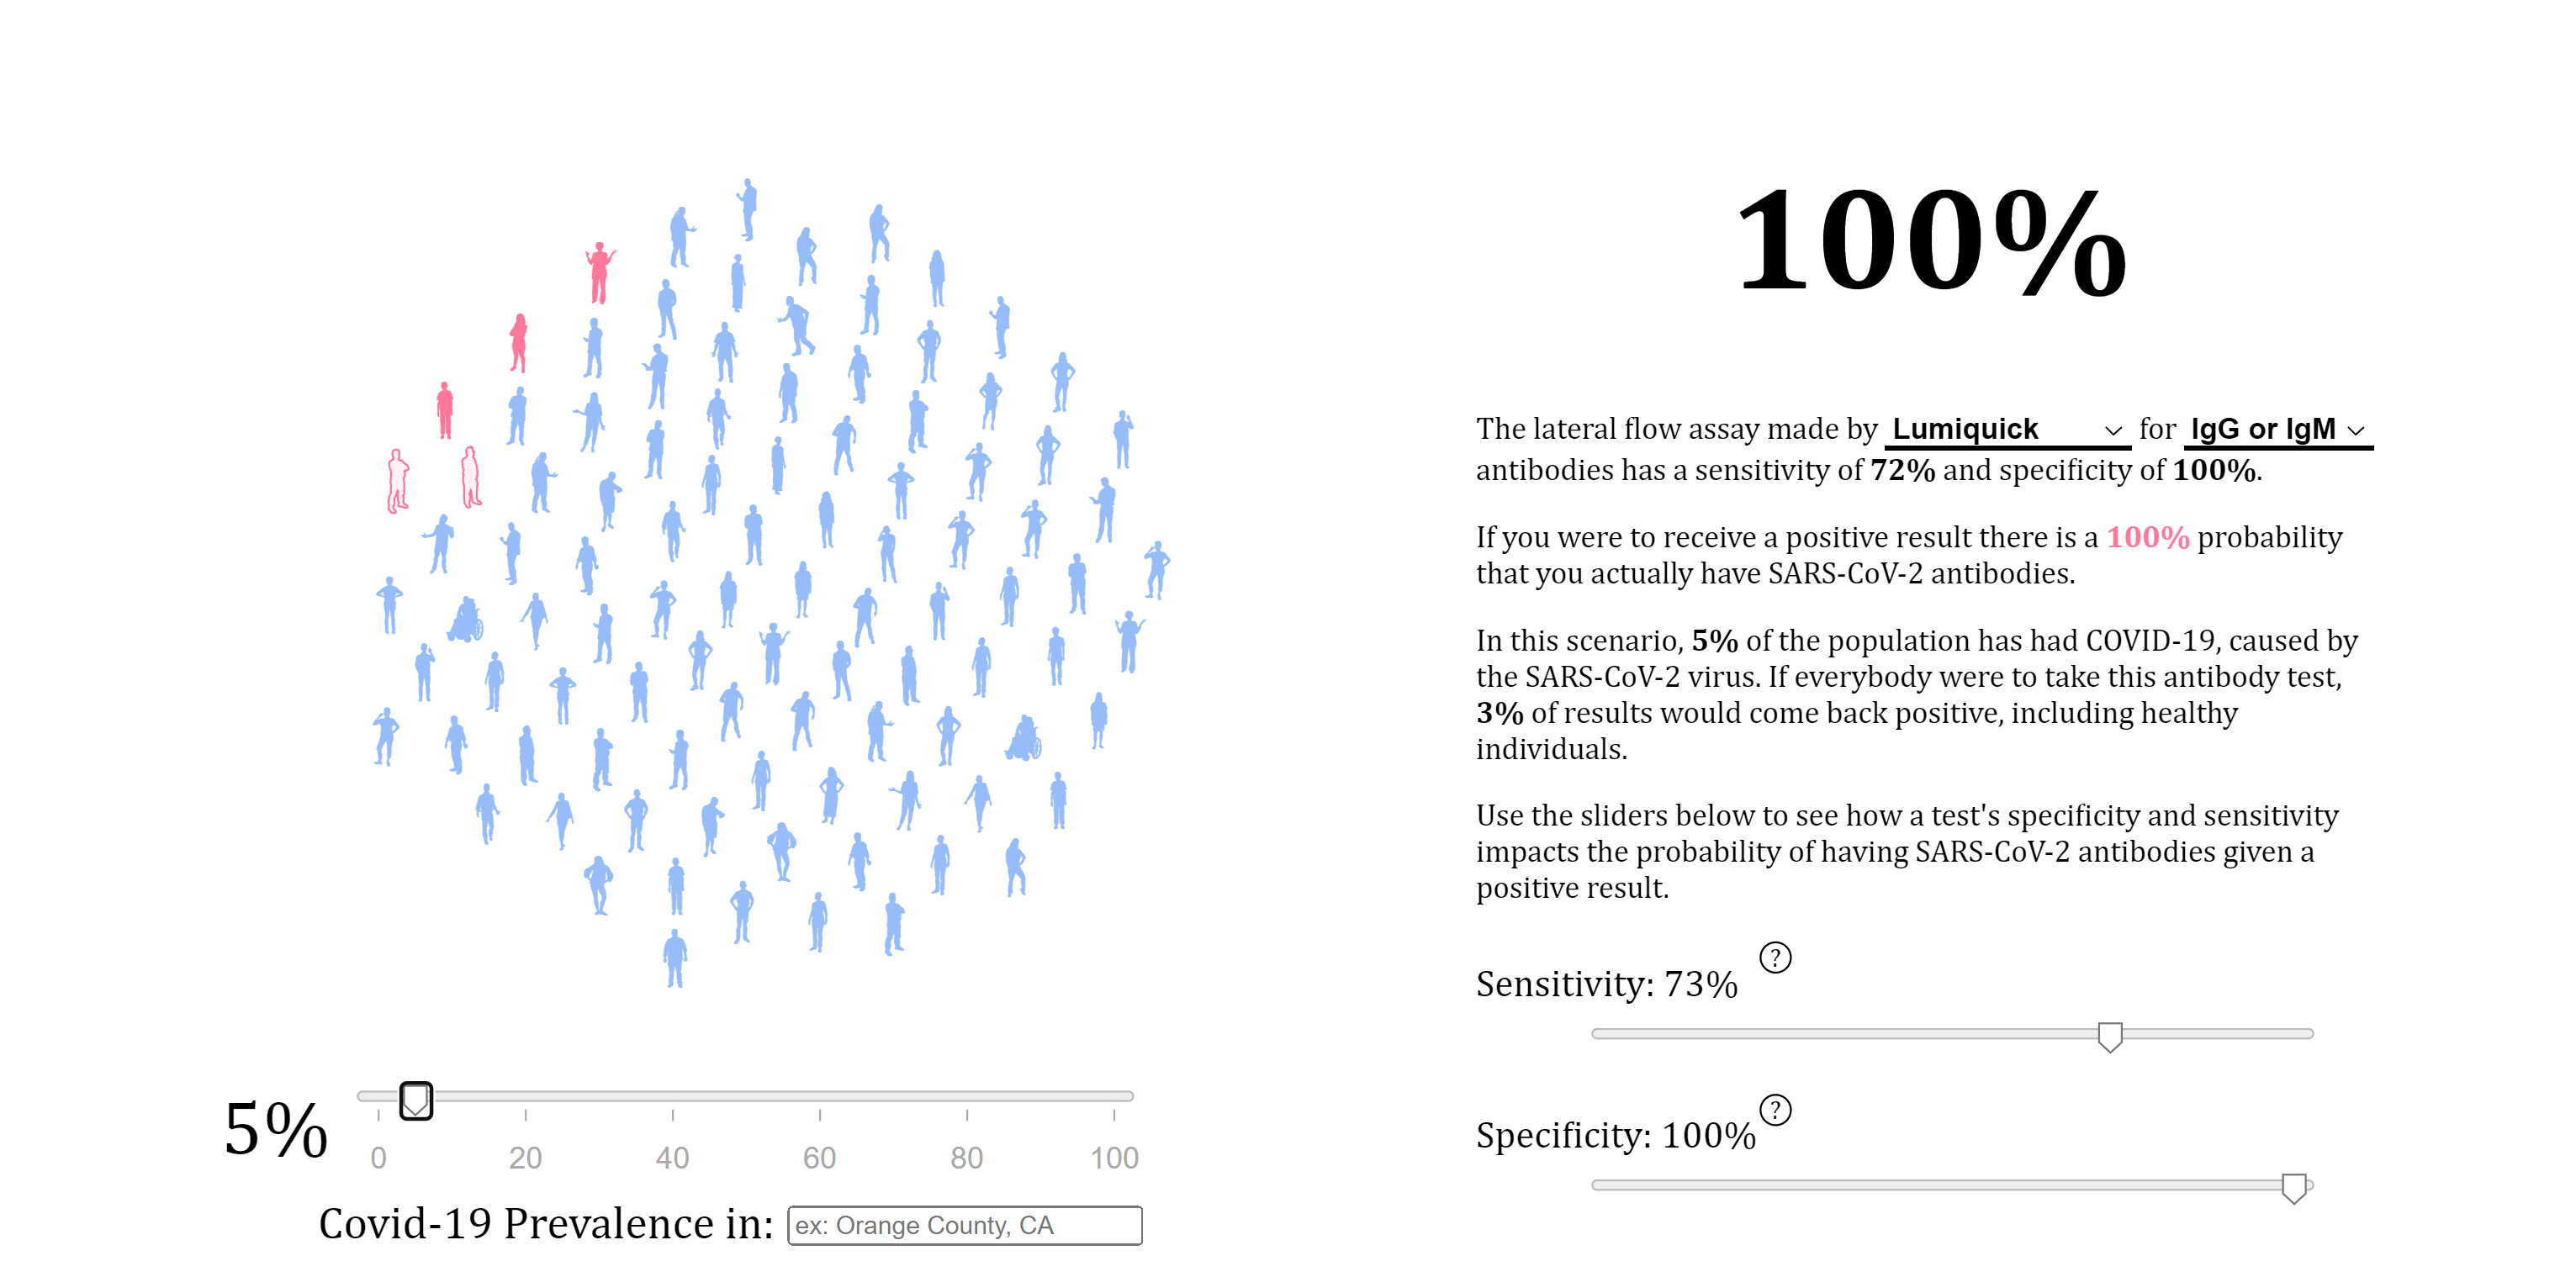 100%
The lateral flow assay made by Lumiquick for IgG or IgM
antibodies has a sensitivity of 72% and specificity of 100%.
If you were to receive a positive result there is a 100% probability
that you actually have SARS-CoV-2 antibodies.
In this scenario, 5% of the population has had COVID-19, caused by
the SARS-CoV-2 virus. If everybody were to take this antibody test,
3% of results would come back positive, including healthy
individuals.
Use the sliders below to see how a test's specificity and sensitivity
impacts the probability of having SARS-CoV-2 antibodies given a
positive result.
Sensitivity: 73% ?
Specificity: 100% ?
5%
0 20 40 60 80 100
Covid-19 Prevalence in: ex: Orange County, CA